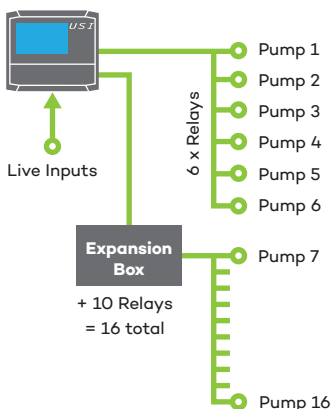 USI
Pump 1
Pump 2
Pump 3
Pump 4
Pump 5
Pump 6
6 x Relays
Live Inputs
Expansion
Box
Pump 7
+ 10 Relays
= 16 total
Pump 16